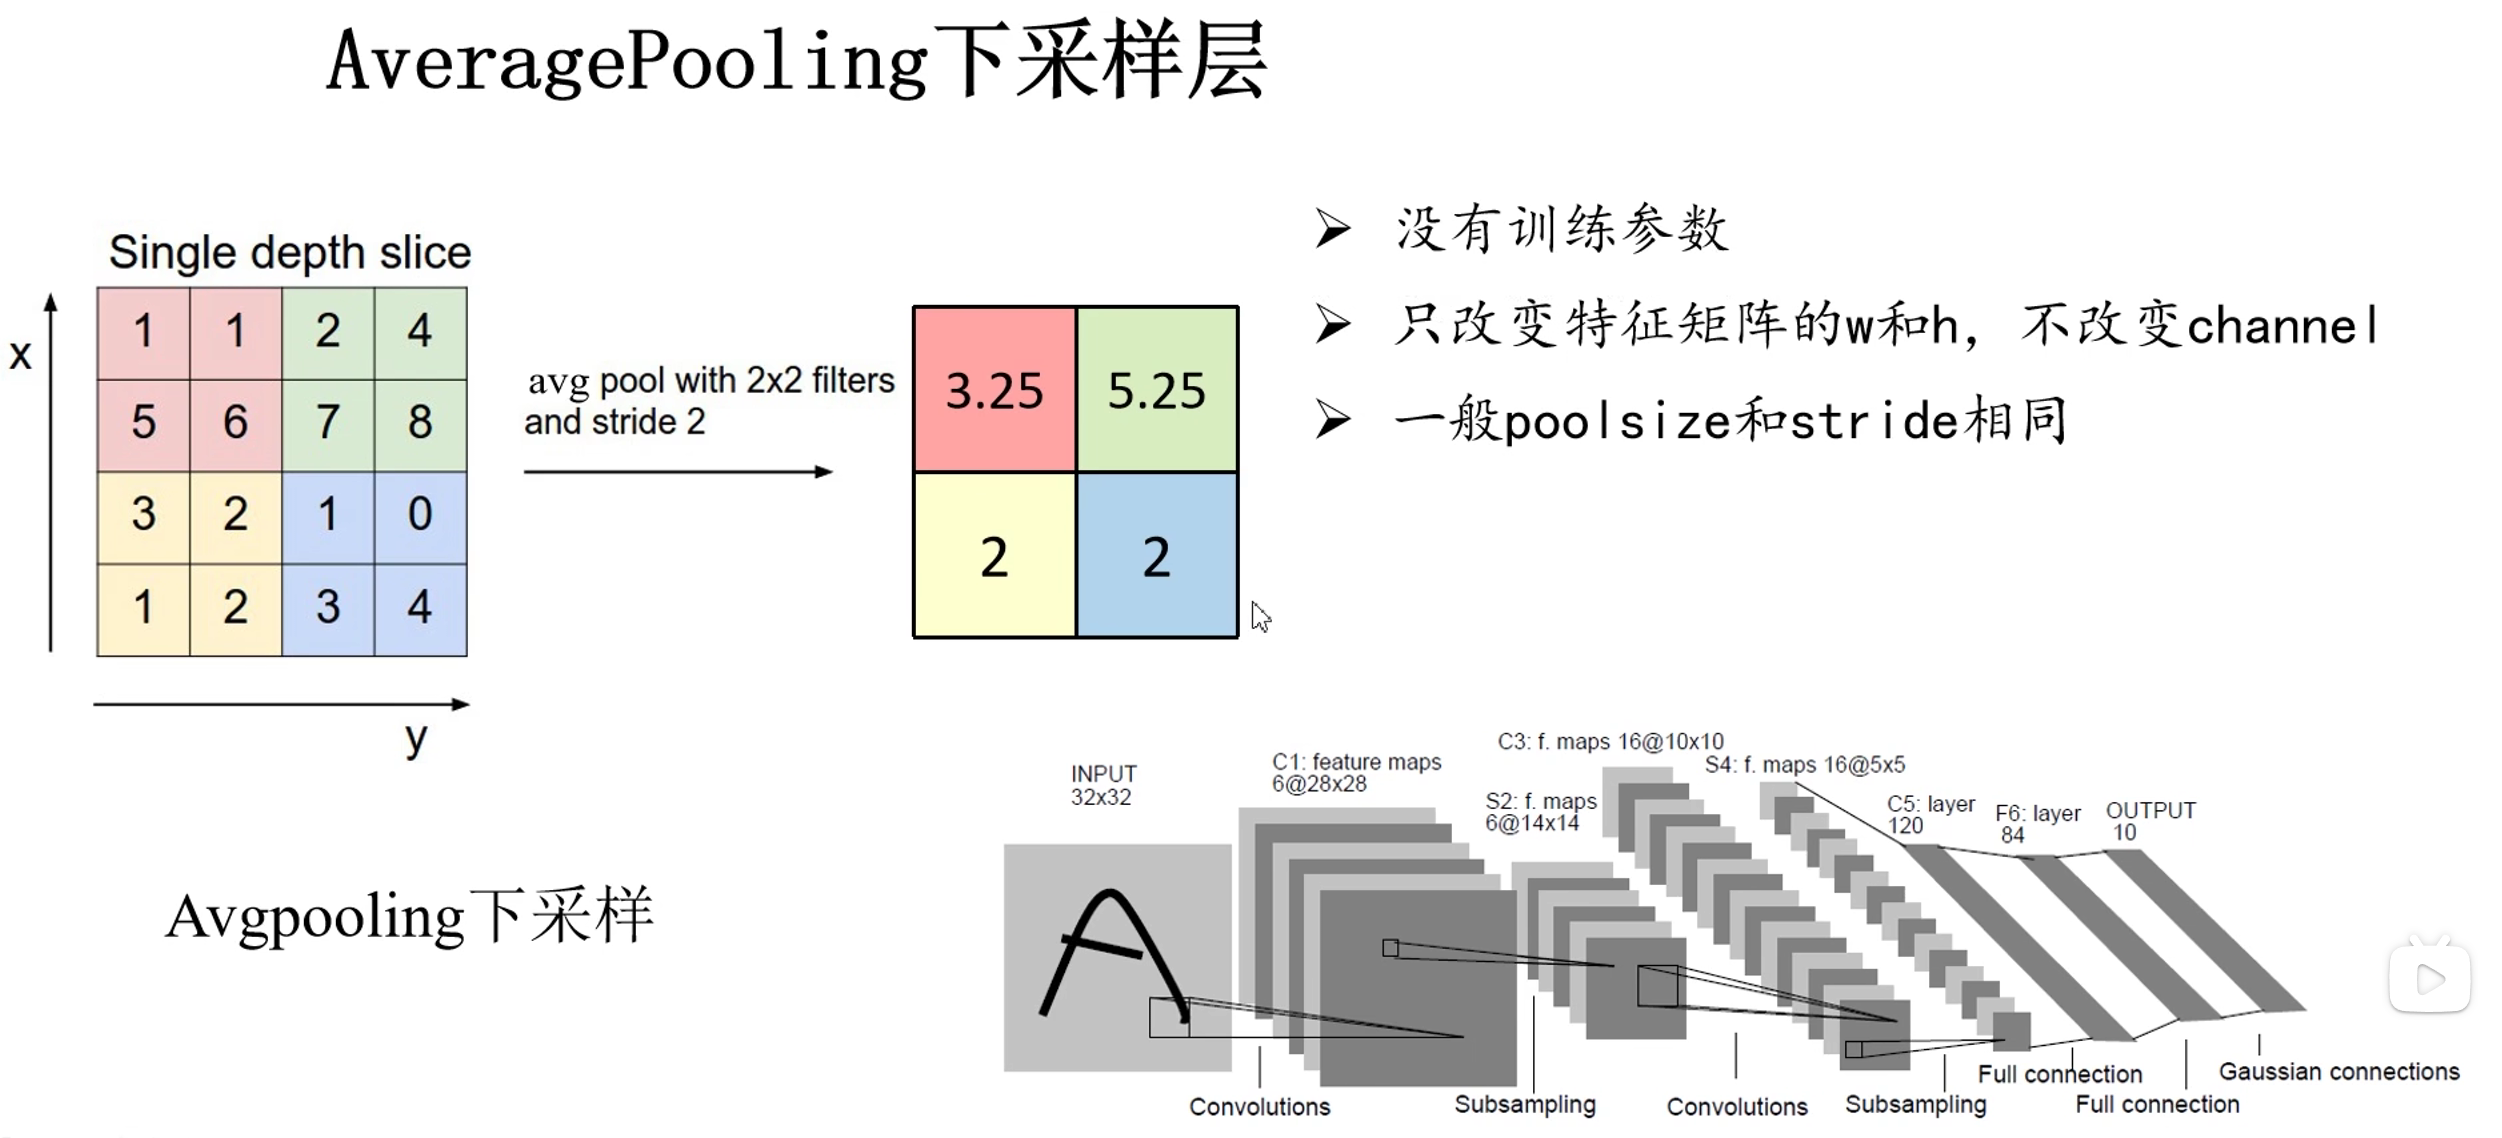 AveragePooling下采样层
Single depth slice
x
1 1 2 4
5 6 7 8
3 2 1 0
1 2 3 4
y
avg pool with 2x2 filters
and stride 2
3.25 5.25
2 2
没有训练参数
只改变特征矩阵的w和h，不改变channel
一般poolsize和stride相同
Avgpooling下采样
INPUT
32x32
C1: feature maps
6@28x28
S2: f. maps
6@14x14
C3: f. maps 16@10x10
S4: f. maps 16@5x5
C5: layer
120
F6: layer
84
OUTPUT
10
Convolutions
Subsampling
Convolutions
Subsampling
Full connection
Full connection
Gaussian connections